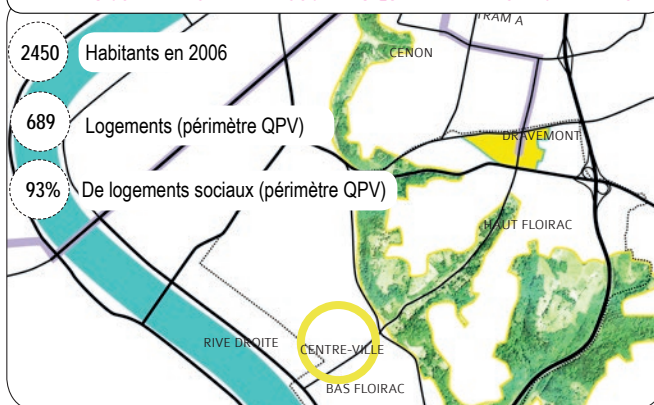 TRAM A
2450 Habitants en 2006
CENON
689 Logements (périmètre QPV)
DRAVEMONT
93% De logements sociaux (périmètre QPV)
HAUT FLOIRAC
RIVE DROITE
CENTRE-VILLE
BAS FLOIRAC